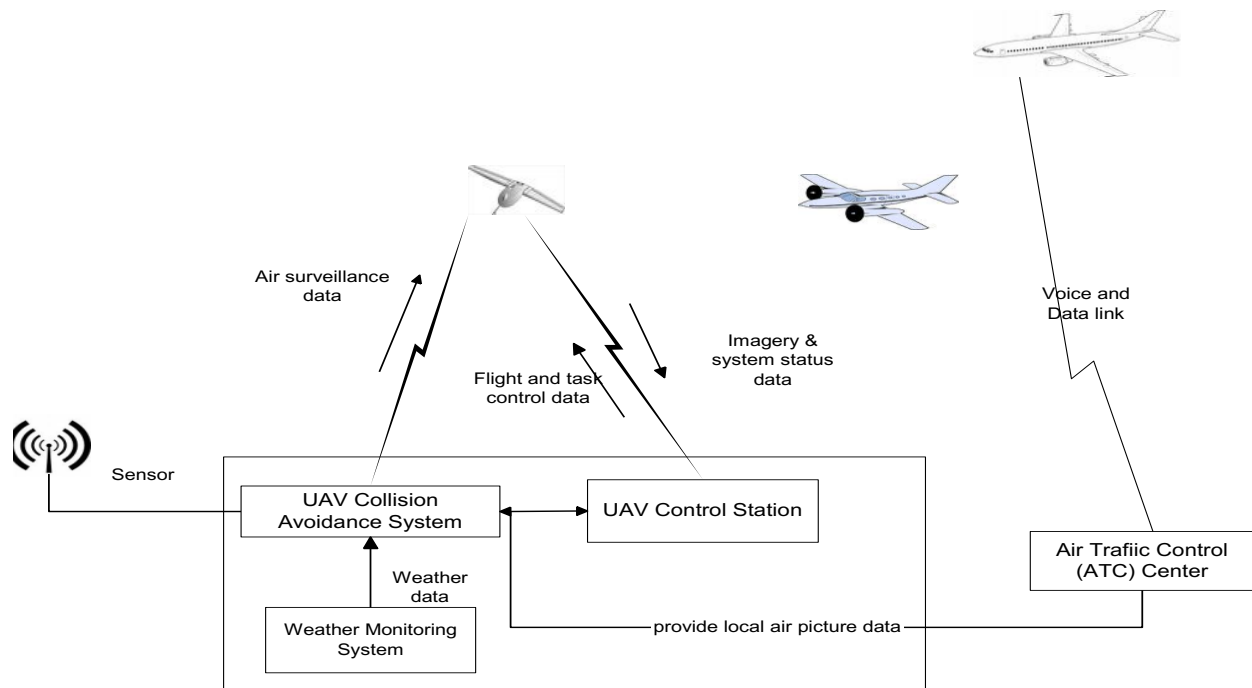 Air surveillance
data
Voice and
Data link
Imagery &
system status
data
Flight and task
control data
Sensor
UAV Collision
Avoidance System
UAV Control Station
Air Trafiic Control
(ATC) Center
Weather
data
Weather Monitoring
System
provide local air picture data